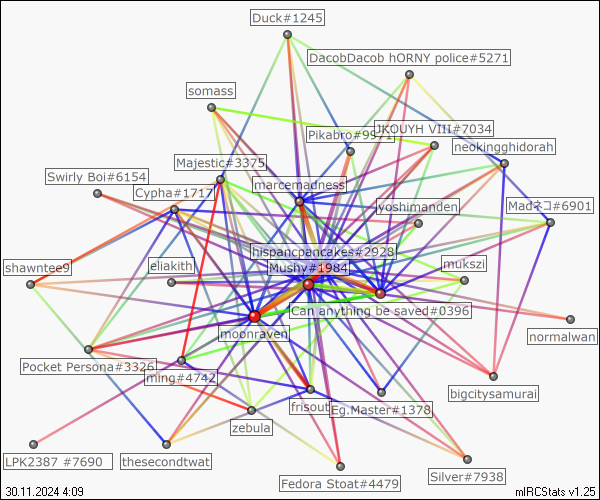 Duck#1245
DacobDacob hORNY police#5271
somass
Pikabro#9971
JKOUYH VIII#7034
neokingghidorah
Majestic#3375
Swirly Boi#6154
marcemadness
Cypha#1717
yoshimanden
Madネコ#6901
hispancpancakes#2928
shawntee9
eliakith
Mushy#1984
mukszi
Can anything be saved#0396
moonraven
normalwan
Pocket Persona#3326
ming#4742
bigcitysamurai
frisout
Eg.Master#1378
zebula
LPK2387 #7690
thesecondtwat
Silver#7938
Fedora Stoat#4479
30.11.2024 4:09
mIRCStats v1.25